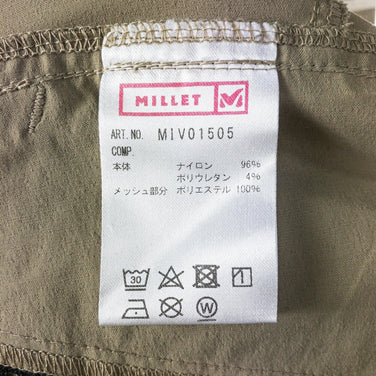 MILLET
ART.NO. MIV01505
COMP.
本体 ナイロン 96%
ポリウレタン 4%
メッシュ部分 ポリエステル 100%
30
W